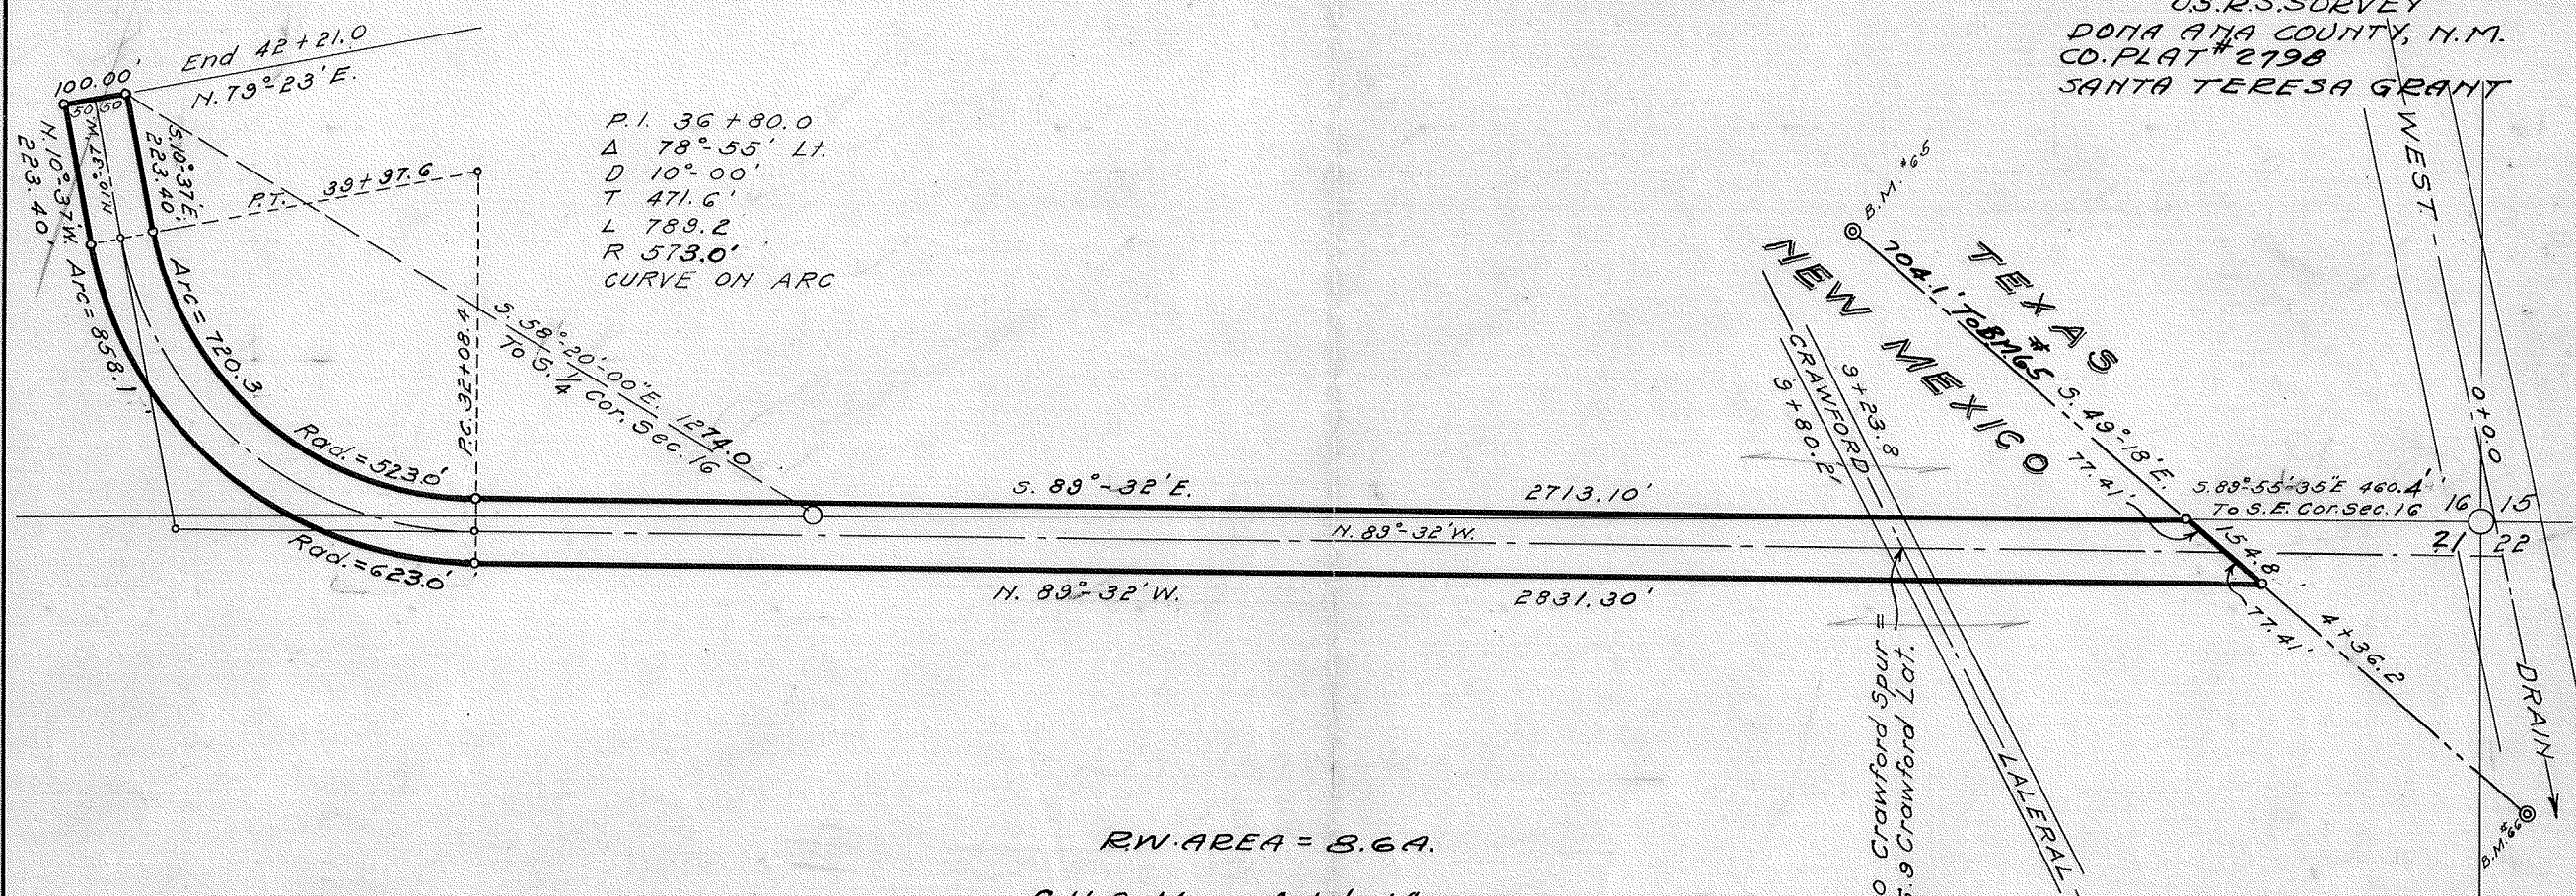 U.S.R.S. SURVEY
DONA ANA COUNTY, N.M.
CO. PLAT #2798
SANTA TERESA GRANT
End 42+21.0
N. 79°-23' E.
100.00'
50 50
N. 10°-37' W.
223.40'
N10°-37' W.
S10°-37' E.
223.40'
P.T. 39+97.6
P.I. 36+80.0
Δ 78°-55' Lt.
D 10°-00'
T 471.6'
L 789.2
R 573.0'
CURVE ON ARC
Arc = 858.1
Arc = 720.3
Rad. = 523.0'
Rad. = 623.0'
P.C. 32+08.4
S. 58°-20'-00" E. 1274.0
To S. 1/4 Cor. Sec. 16
S. 89°-32' E.
2713.10'
N. 89°-32' W.
N. 89°-32' W.
2831.30'
B.M. #65
704.1' To B.M. #65
S. 49°-18' E.
TEXAS
NEW MEXICO
CRAWFORD
LALERAL
9+23.8
9+80.2
77.41'
S. 89°-55'-35" E 460.4'
To S.E. Cor. Sec. 16
16 15
21 22
154.8
77.41'
4+36.2
B.M. #66
WEST
DRAIN
0+0.0
Crawford Spur =
.9 Crawford Lat.
R.W. AREA = 8.6 A.